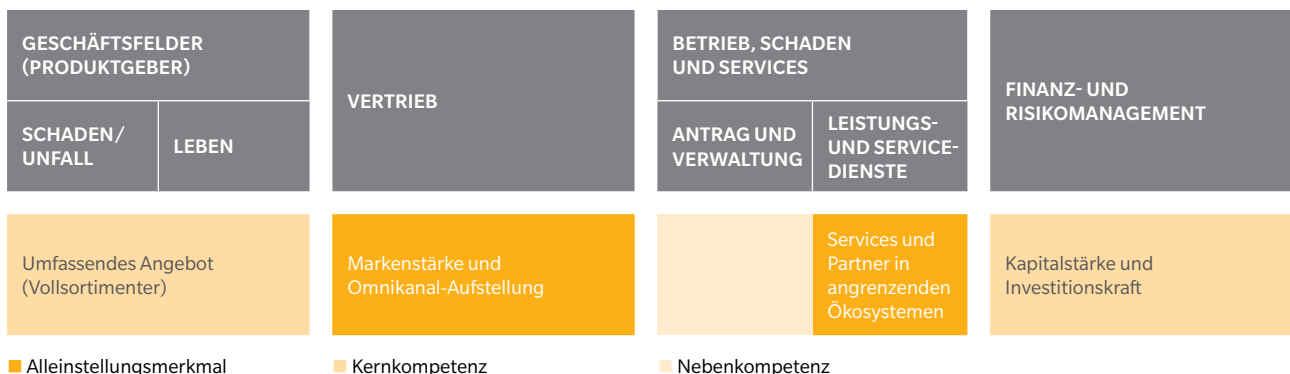 GESCHÄFTSFELDER
(PRODUKTGEBER)
SCHADEN/
UNFALL
LEBEN
VERTRIEB
BETRIEB, SCHADEN
UND SERVICES
ANTRAG UND
VERWALTUNG
LEISTUNGS-
UND SERVICE-
DIENSTE
FINANZ- UND
RISIKOMANAGEMENT
Umfassendes Angebot
(Vollsortimenter)
Markenstärke und
Omnikanal-Aufstellung
Services und
Partner in
angrenzenden
Ökosystemen
Kapitalstärke und
Investitionskraft
Alleinstellungsmerkmal
Kernkompetenz
Nebenkompetenz